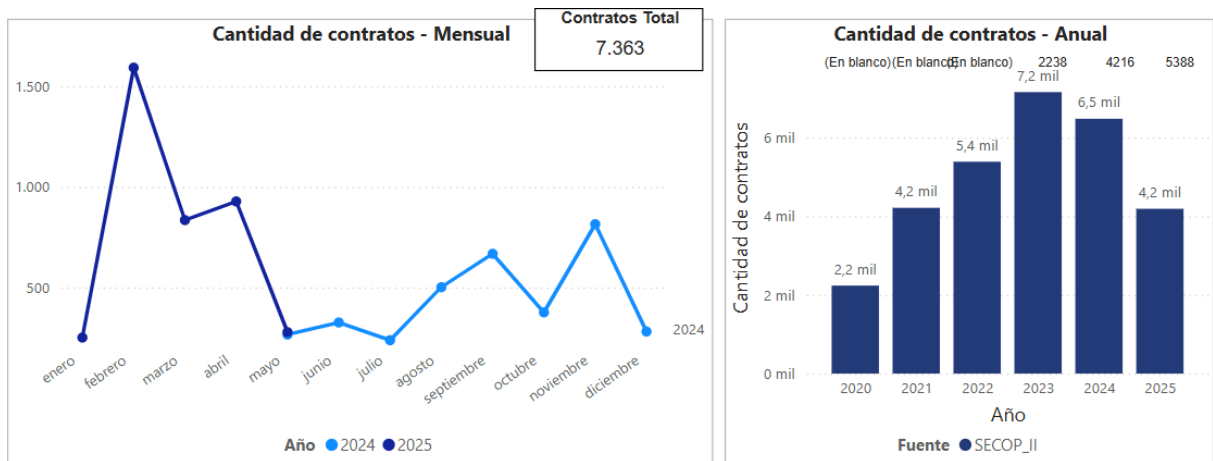 Cantidad de contratos - Mensual
Contratos Total
7.363
1.500
1.000
500
enero
febrero
marzo
abril
mayo
junio
julio
agosto
septiembre
octubre
noviembre
diciembre
2024
Año 2024 2025
Cantidad de contratos - Anual
(En blanco) (En blanco) (En blanco) 2238 4216 5388
Cantidad de contratos
6 mil
4 mil
2 mil
0 mil
2,2 mil
4,2 mil
5,4 mil
7,2 mil
6,5 mil
4,2 mil
2020 2021 2022 2023 2024 2025
Año
Fuente SECOP_II